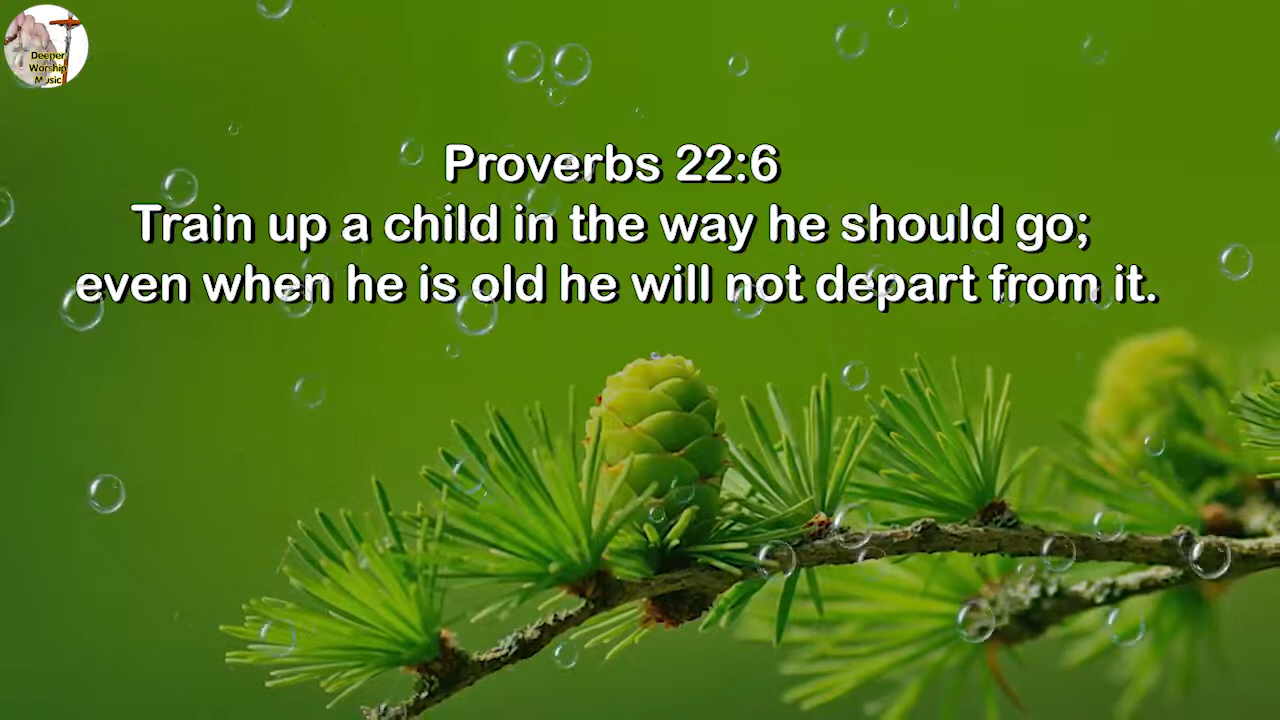 Deeper
Worship
Music
Proverbs 22:6
Train up a child in the way he should go;
even when he is old he will not depart from it.